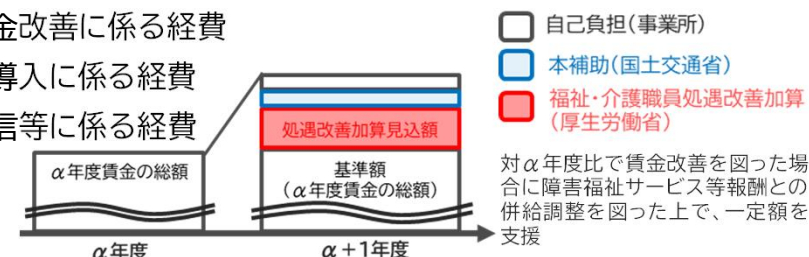 金改善に係る経費
導入に係る経費
言等に係る経費
自己負担(事業所)
本補助(国土交通省)
福祉・介護職員処遇改善加算
(厚生労働省)
処遇改善加算見込額
α年度賃金の総額
基準額
(α年度賃金の総額)
α年度
α+1年度
対α年度比で賃金改善を図った場
合に障害福祉サービス等報酬との
併給調整を図った上で、一定額を
支援